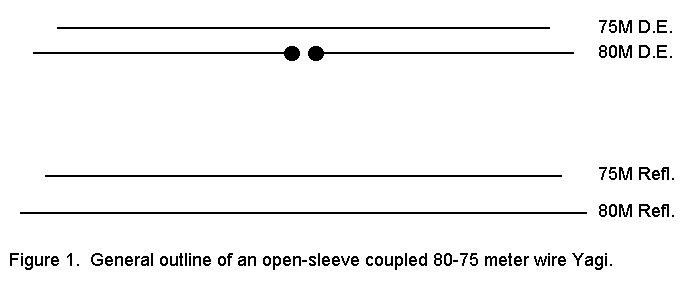 75M D.E.
80M D.E.
75M Refl.
80M Refl.
Figure 1.  General outline of an open-sleeve coupled 80-75 meter wire Yagi.